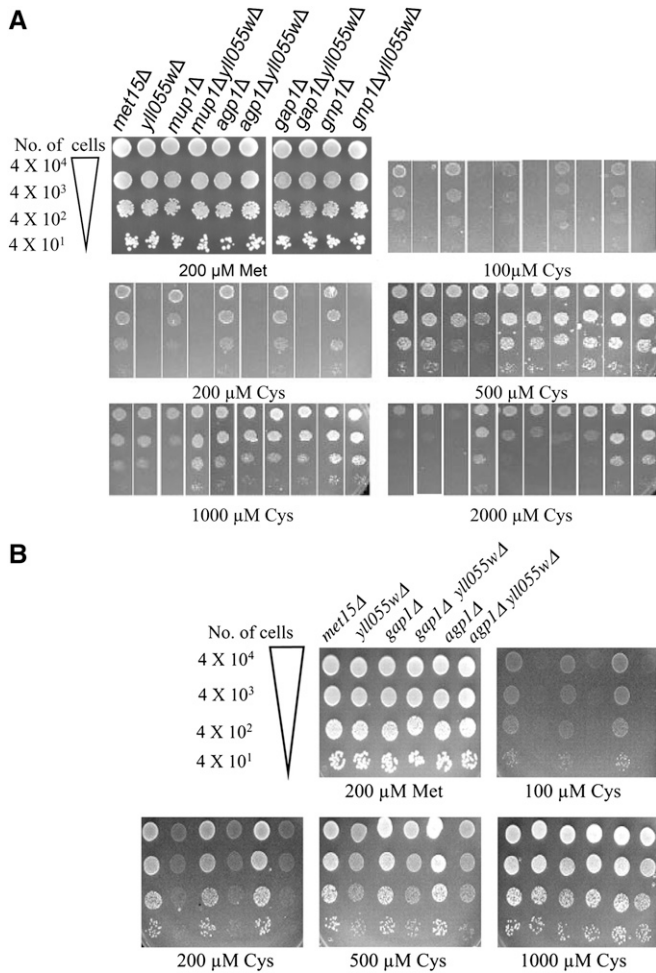 A
met15Δ
yll055wΔ
mup1Δ
mup1Δyll055wΔ
agp1Δ
agp1Δyll055wΔ
gap1Δ
gap1Δyll055wΔ
gnp1Δ
gnp1Δyll055wΔ
No. of cells
4 X 10⁴
4 X 10³
4 X 10²
4 X 10¹
200 µM Met
100µM Cys
200 µM Cys
500 µM Cys
1000 µM Cys
2000 µM Cys
B
met15Δ
yll055wΔ
gap1Δ
gap1Δ yll055wΔ
agp1Δ
agp1Δ yll055wΔ
No. of cells
4 X 10⁴
4 X 10³
4 X 10²
4 X 10¹
200 µM Met
100 µM Cys
200 µM Cys
500 µM Cys
1000 µM Cys